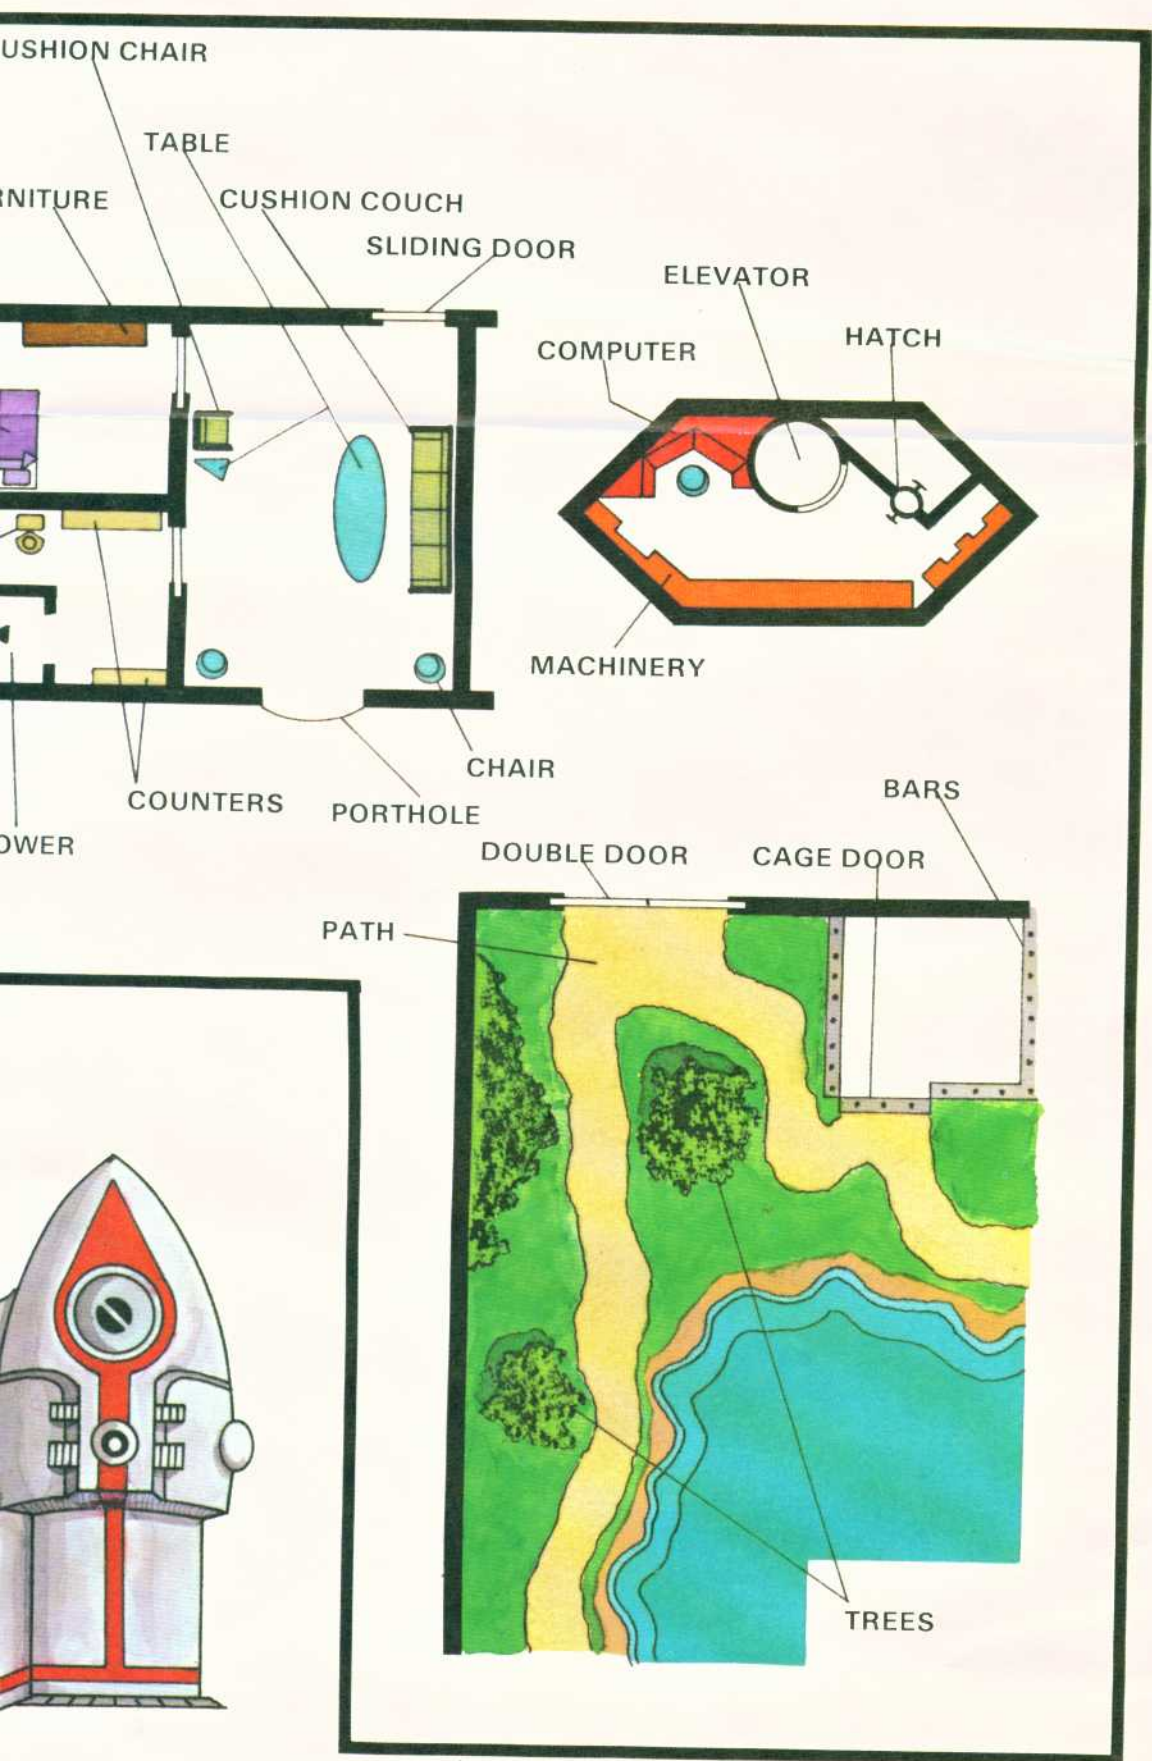 USHION CHAIR
TABLE
RNITURE
CUSHION COUCH
SLIDING DOOR
ELEVATOR
HATCH
COMPUTER
MACHINERY
CHAIR
COUNTERS
PORTHOLE
OWER
BARS
DOUBLE DOOR
CAGE DOOR
PATH
TREES